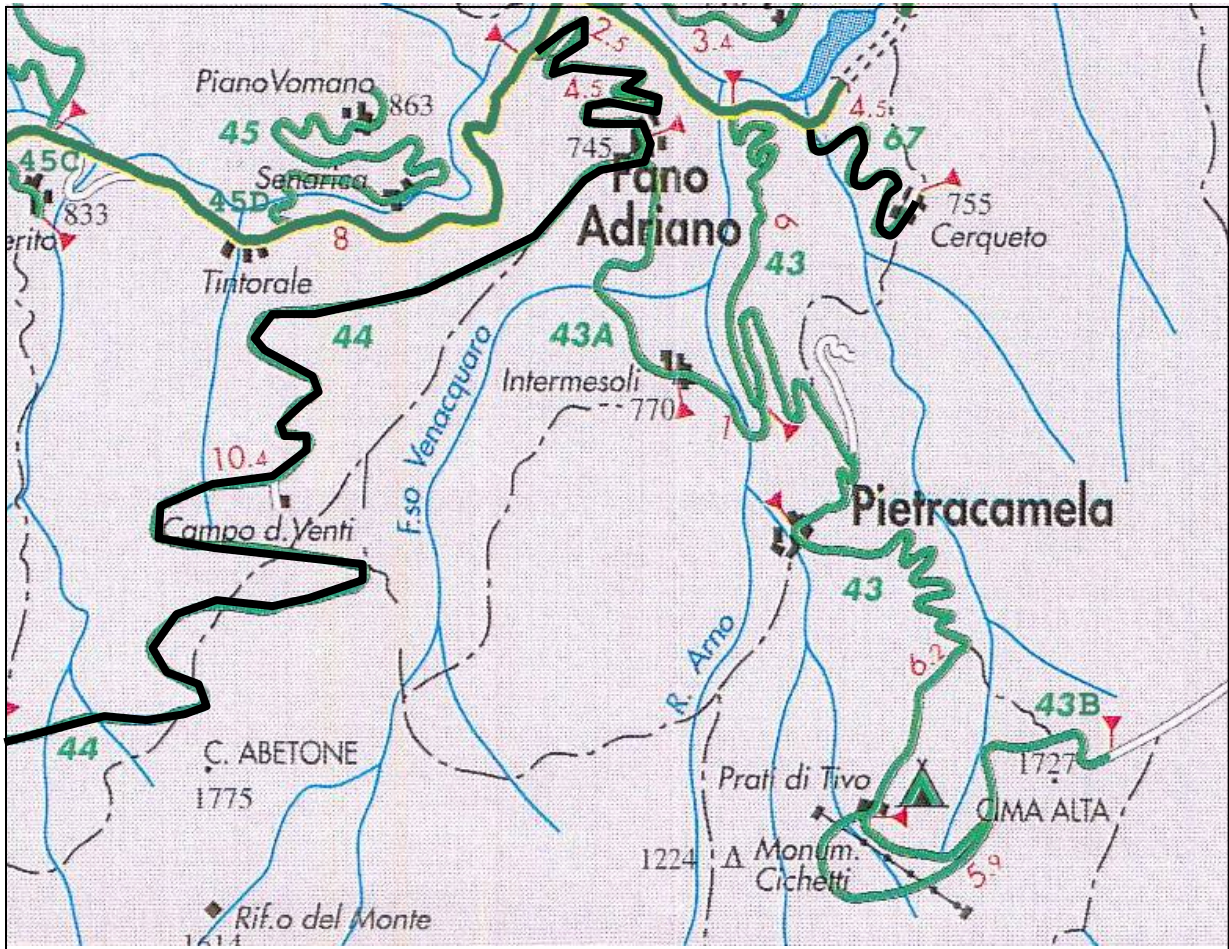 2.5
3.4
Piano Vomano
863
4.5
4.5
45
67
745
45C
Senarica
Fano
Adriano
755
833
45D
Cerqueto
8
9
43
Tintorale
44
43A
F.so Venacquaro
Intermesoli
770
1
10.4
Campo d. Venti
Pietracamela
43
R. Arno
6.2
43B
44
C. ABETONE
1727
Prati di Tivo
1775
CIMA ALTA
1224
Monum.
Cichetti
5.9
Rif.o del Monte
1614